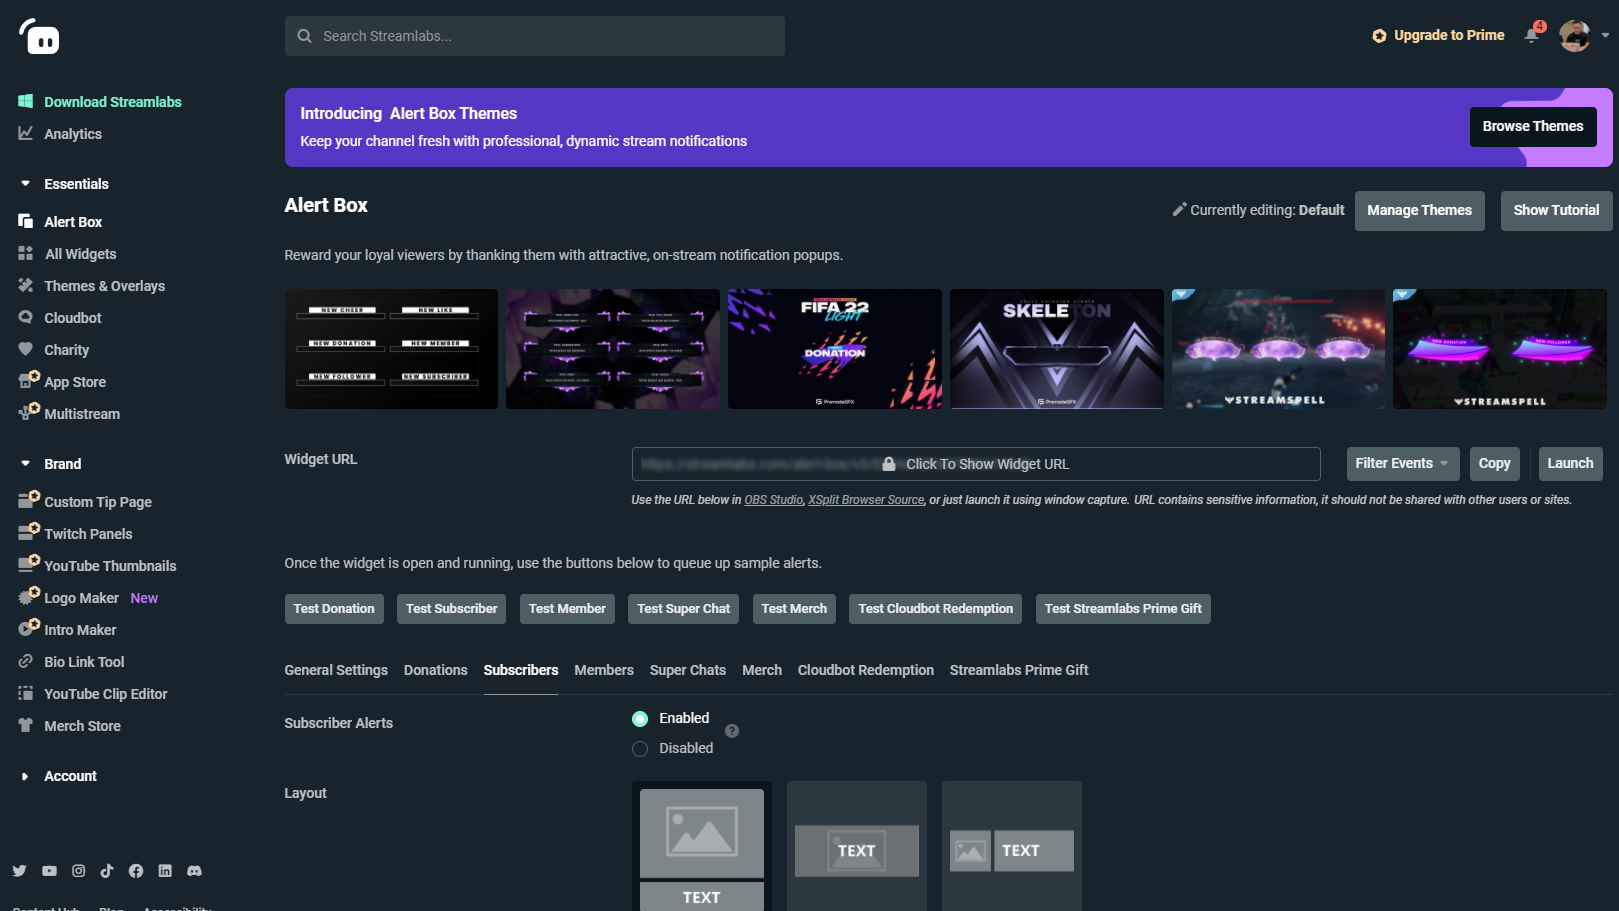 Search Streamlabs...
Upgrade to Prime
4
Download Streamlabs
Analytics
Essentials
Alert Box
All Widgets
Themes & Overlays
Cloudbot
Charity
App Store
Multistream
Brand
Custom Tip Page
Twitch Panels
YouTube Thumbnails
Logo Maker New
Intro Maker
Bio Link Tool
YouTube Clip Editor
Merch Store
Account
Introducing Alert Box Themes
Keep your channel fresh with professional, dynamic stream notifications
Browse Themes
Alert Box
Currently editing: Default
Manage Themes
Show Tutorial
Reward your loyal viewers by thanking them with attractive, on-stream notification popups.
NEW CHEER NEW LIKE
NEW DONATION NEW MEMBER
NEW FOLLOWER NEW SUBSCRIBER
FIFA 22
LIGHT
DONATION
PremadeGFX
SKELETON
PremadeGFX
STREAMSPELL
NEW DONATION NEW FOLLOWER
STREAMSPELL
Widget URL
Click To Show Widget URL
Filter Events
Copy
Launch
Use the URL below in OBS Studio, XSplit Browser Source, or just launch it using window capture. URL contains sensitive information, it should not be shared with other users or sites.
Once the widget is open and running, use the buttons below to queue up sample alerts.
Test Donation Test Subscriber Test Member Test Super Chat Test Merch Test Cloudbot Redemption Test Streamlabs Prime Gift
General Settings Donations Subscribers Members Super Chats Merch Cloudbot Redemption Streamlabs Prime Gift
Subscriber Alerts
Enabled
?
Disabled
Layout
TEXT
TEXT
TEXT